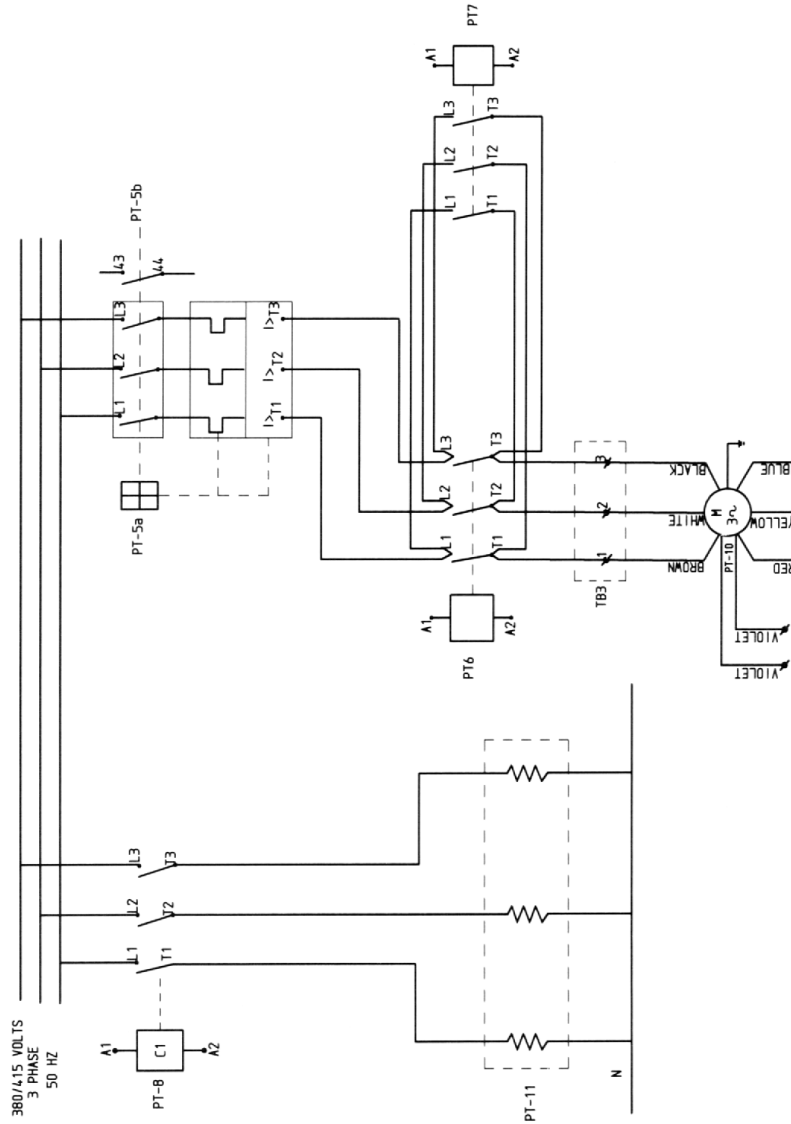 380/415 VOLTS
3 PHASE
50 HZ
A1
C1
A2
PT-8
L1
L2
L3
T1
T2
T3
PT-11
N
PT-5a
L1
L2
L3
43
44
PT-5b
I>T1
I>T2
I>T3
A1
A2
PT6
L1
L2
L3
T1
T2
T3
L1
L2
L3
T1
T2
T3
A1
A2
PT7
TB3
1
2
3
BROWN
WHITE
BLACK
M
3~
PT-10
RED
YELLOW
BLUE
VIOLET
VIOLET